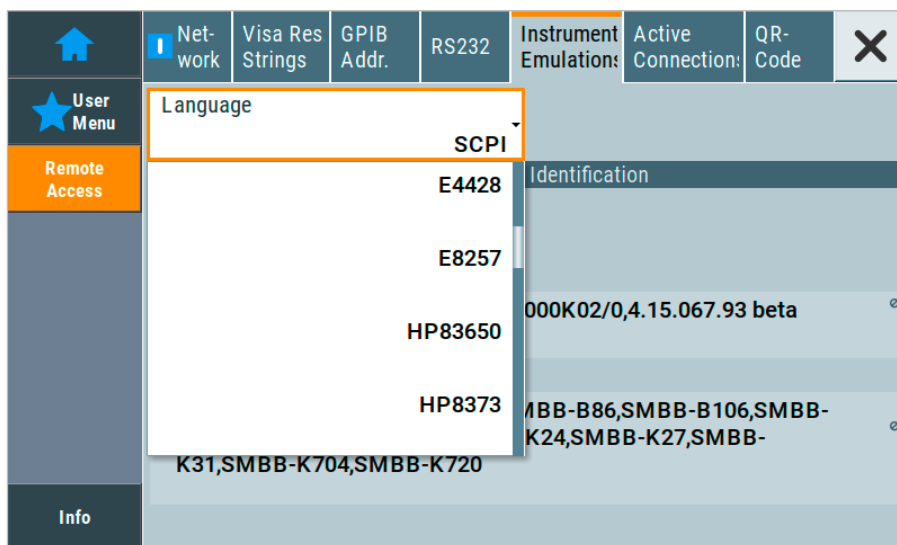 Net-
work
Visa Res
Strings
GPIB
Addr.
RS232
Instrument
Emulations
Active
Connections
QR-
Code
User
Menu
Remote
Access
Language
SCPI
E4428
E8257
HP83650
HP8373
Identification
000K02/0,4.15.067.93 beta
MBB-B86,SMBB-B106,SMBB-
K24,SMBB-K27,SMBB-
K31,SMBB-K704,SMBB-K720
Info